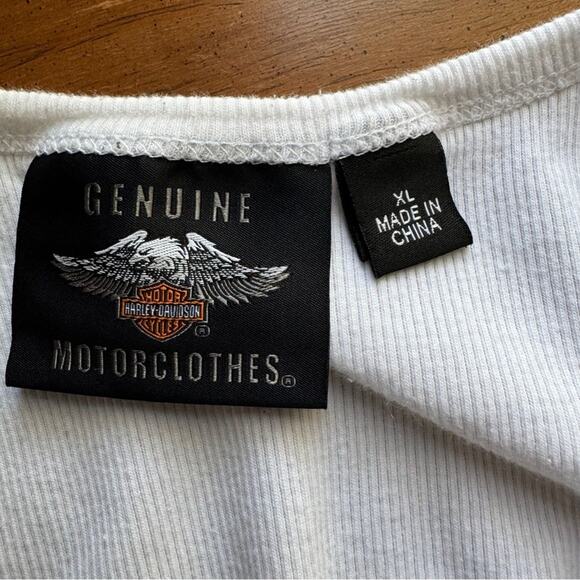 GENUINE
MOTOR
HARLEY-DAVIDSON
CYCLES
®
MOTORCLOTHES®
XL
MADE IN
CHINA